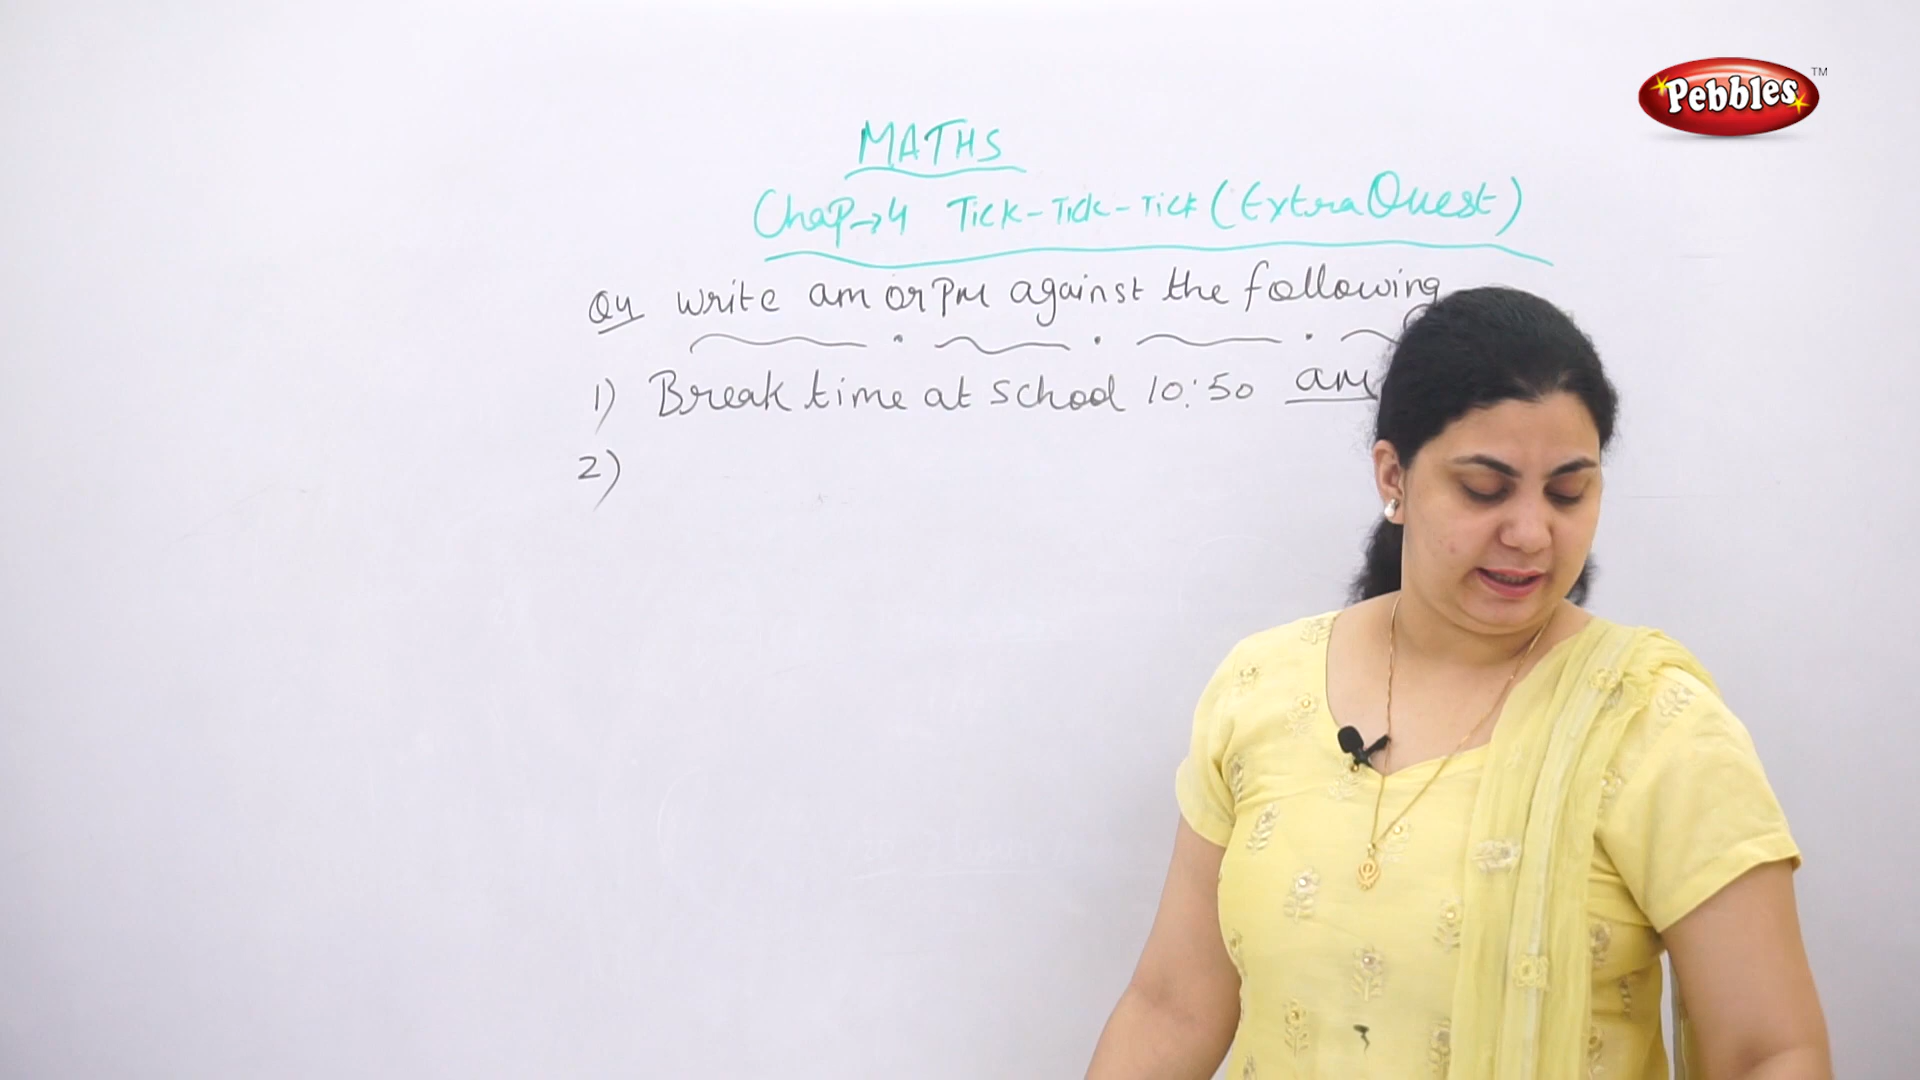 Pebbles TM
MATHS
Chap→4 Tick-Tick-Tick (Extra Quest)
Q4 write am or Pm against the following
1) Break time at school 10:50 am
2)